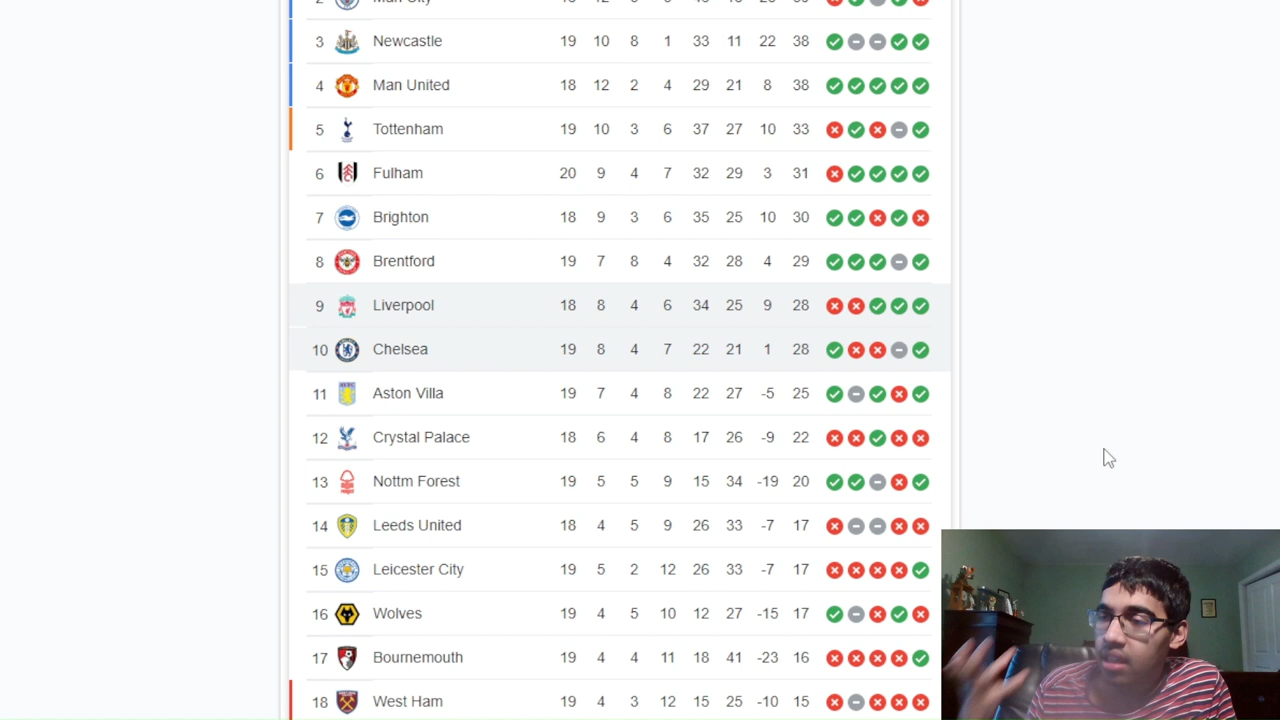 3 Newcastle 19 10 8 1 33 11 22 38
4 Man United 18 12 2 4 29 21 8 38
5 Tottenham 19 10 3 6 37 27 10 33
6 Fulham 20 9 4 7 32 29 3 31
7 Brighton 18 9 3 6 35 25 10 30
8 Brentford 19 7 8 4 32 28 4 29
9 Liverpool 18 8 4 6 34 25 9 28
10 Chelsea 19 8 4 7 22 21 1 28
11 Aston Villa 19 7 4 8 22 27 -5 25
12 Crystal Palace 18 6 4 8 17 26 -9 22
13 Nottm Forest 19 5 5 9 15 34 -19 20
14 Leeds United 18 4 5 9 26 33 -7 17
15 Leicester City 19 5 2 12 26 33 -7 17
16 Wolves 19 4 5 10 12 27 -15 17
17 Bournemouth 19 4 4 11 18 41 -23 16
18 West Ham 19 4 3 12 15 25 -10 15